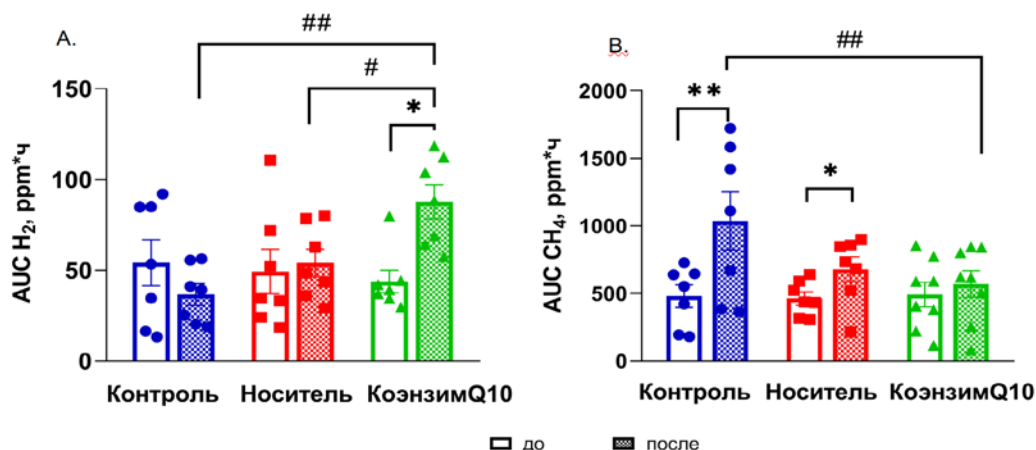 A.
##
#
*
150
100
50
0
AUC H₂, ppm*ч
Контроль
Носитель
КоэнзимQ10
B.
##
**
*
2000
1500
1000
500
0
AUC CH₄, ppm*ч
Контроль
Носитель
КоэнзимQ10
до
после